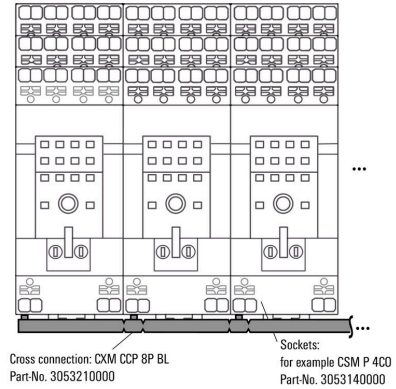 Cross connection: CXM CCP 8P BL
Part-No. 3053210000
Sockets:
for example CSM P 4CO
Part-No. 3053140000